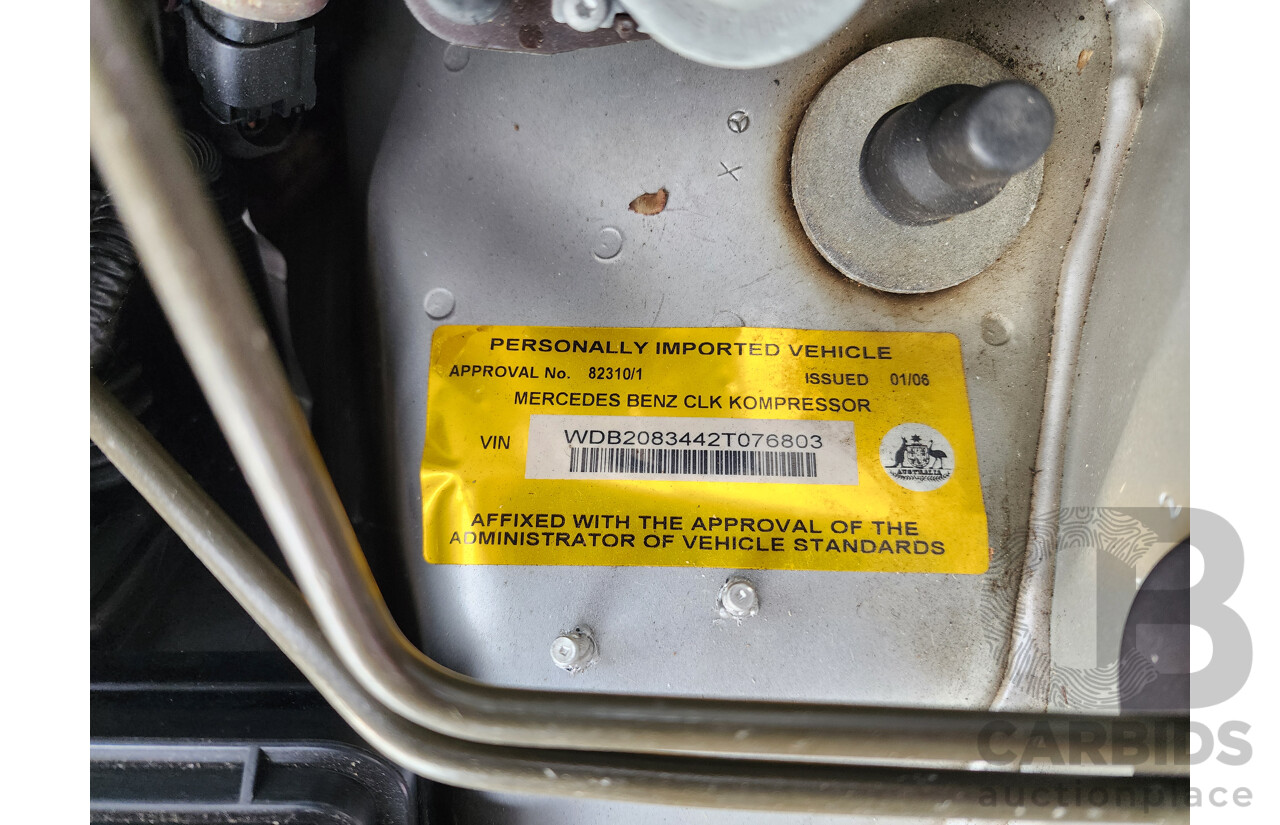 PERSONALLY IMPORTED VEHICLE
APPROVAL No. 82310/1 ISSUED 01/06
MERCEDES BENZ CLK KOMPRESSOR
VIN WDB2083442T076803
AUSTRALIA
AFFIXED WITH THE APPROVAL OF THE
ADMINISTRATOR OF VEHICLE STANDARDS
X
B
CARBIDS
auctionplace